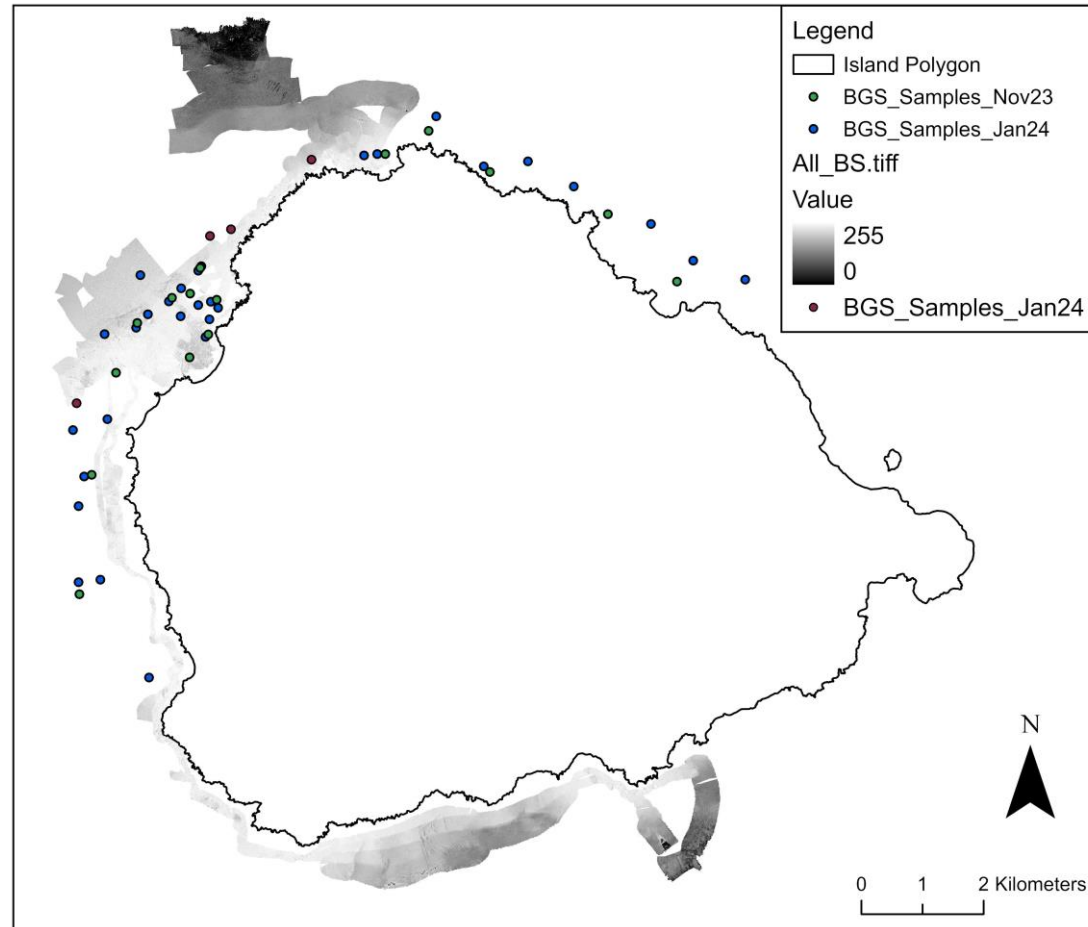 Legend
Island Polygon
BGS_Samples_Nov23
BGS_Samples_Jan24
All_BS.tiff
Value
255
0
BGS_Samples_Jan24
N
0 1 2 Kilometers